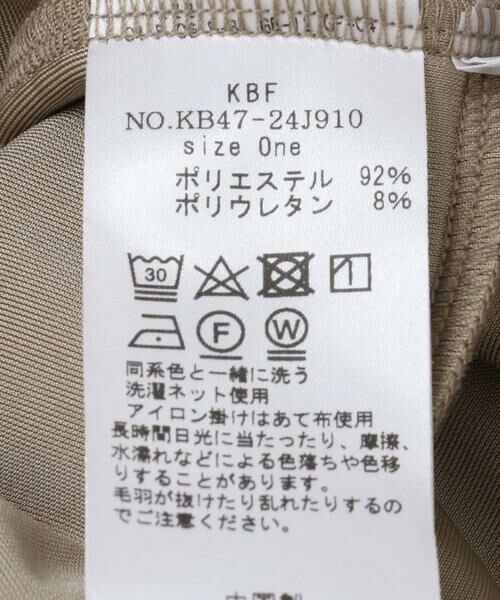 KBF
NO.KB47-24J910
size One
ポリエステル 92%
ポリウレタン 8%
30
F W
同系色と一緒に洗う
洗濯ネット使用
アイロン掛けはあて布使用
長時間日光に当たったり、摩擦、
水濡れなどによる色落ちや色移
りすることがあります。
毛羽が抜けたり乱れたりするの
でご注意ください。
中国製